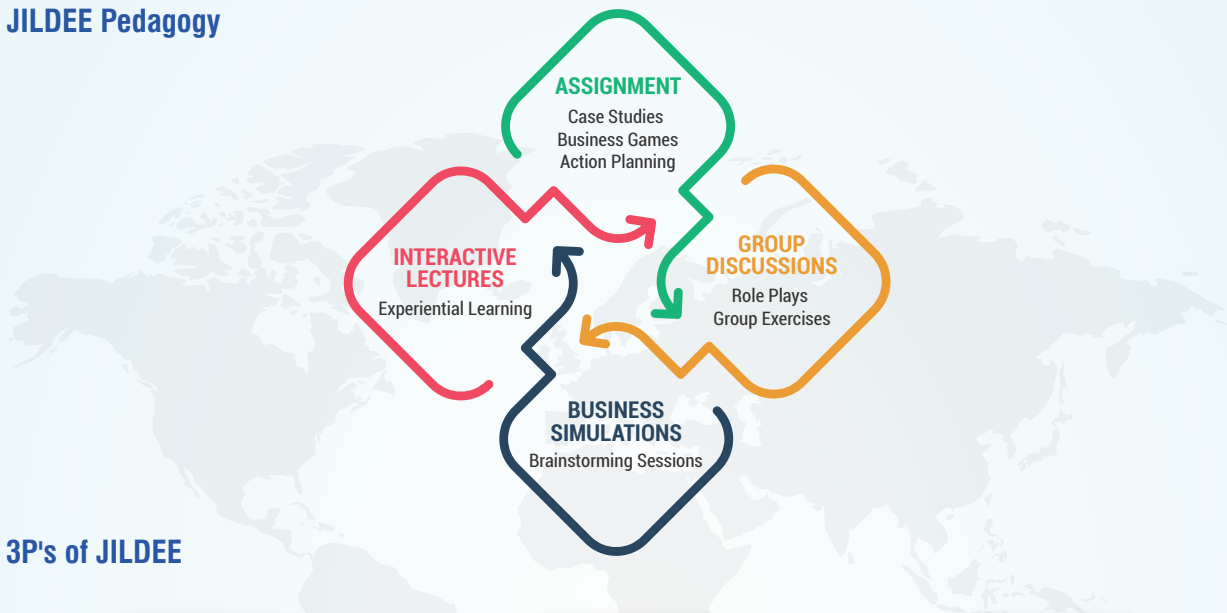 JILDEE Pedagogy
ASSIGNMENT
Case Studies
Business Games
Action Planning
INTERACTIVE
LECTURES
Experiential Learning
GROUP
DISCUSSIONS
Role Plays
Group Exercises
BUSINESS
SIMULATIONS
Brainstorming Sessions
3P's of JILDEE